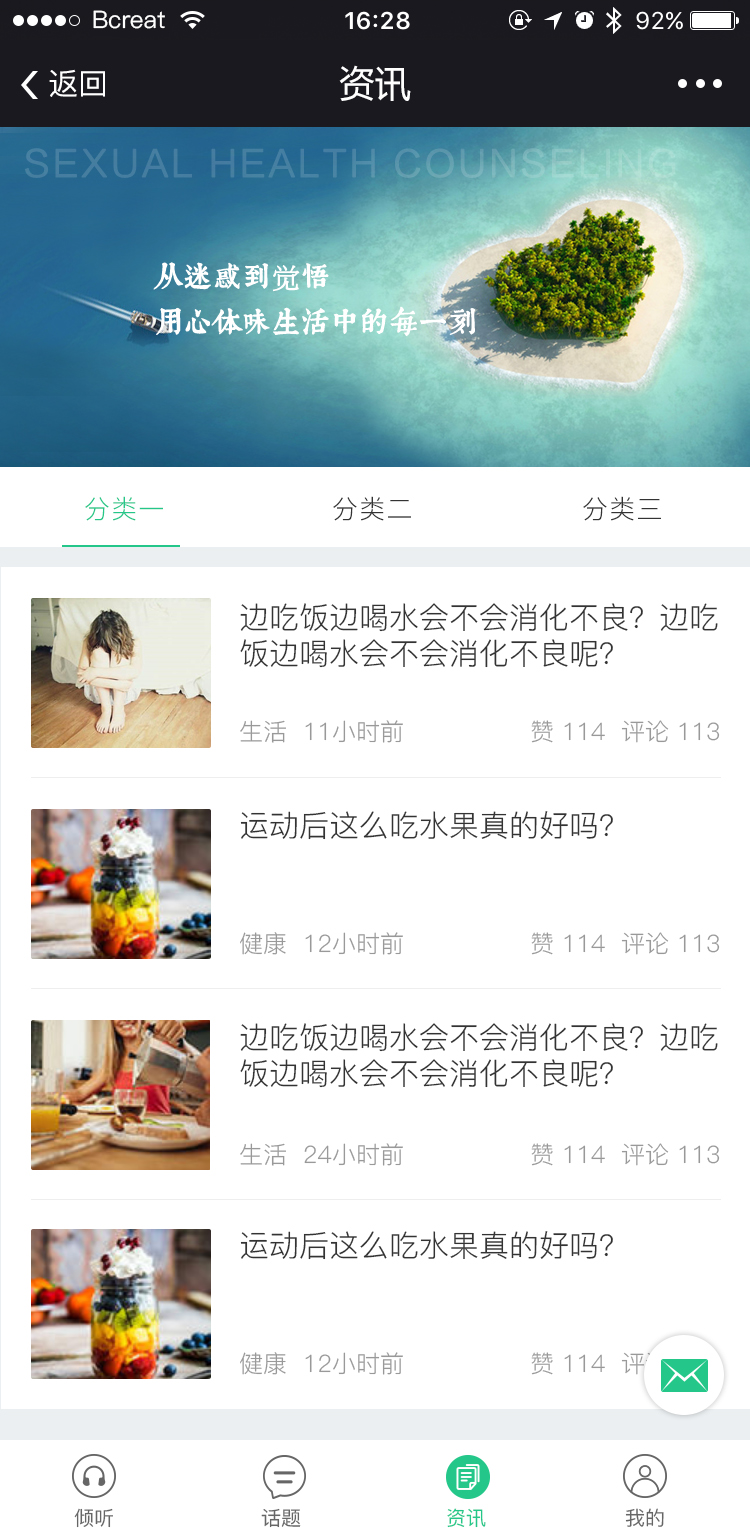 Bcreat 16:28 92%
返回 资讯
SEXUAL HEALTH COUNSELING
从迷惑到觉悟
用心体味生活中的每一刻
分类一 分类二 分类三
边吃饭边喝水会不会消化不良？边吃
饭边喝水会不会消化不良呢？
生活 11小时前 赞 114 评论 113
运动后这么吃水果真的好吗？
健康 12小时前 赞 114 评论 113
边吃饭边喝水会不会消化不良？边吃
饭边喝水会不会消化不良呢？
生活 24小时前 赞 114 评论 113
运动后这么吃水果真的好吗？
健康 12小时前 赞 114 评
倾听 话题 资讯 我的